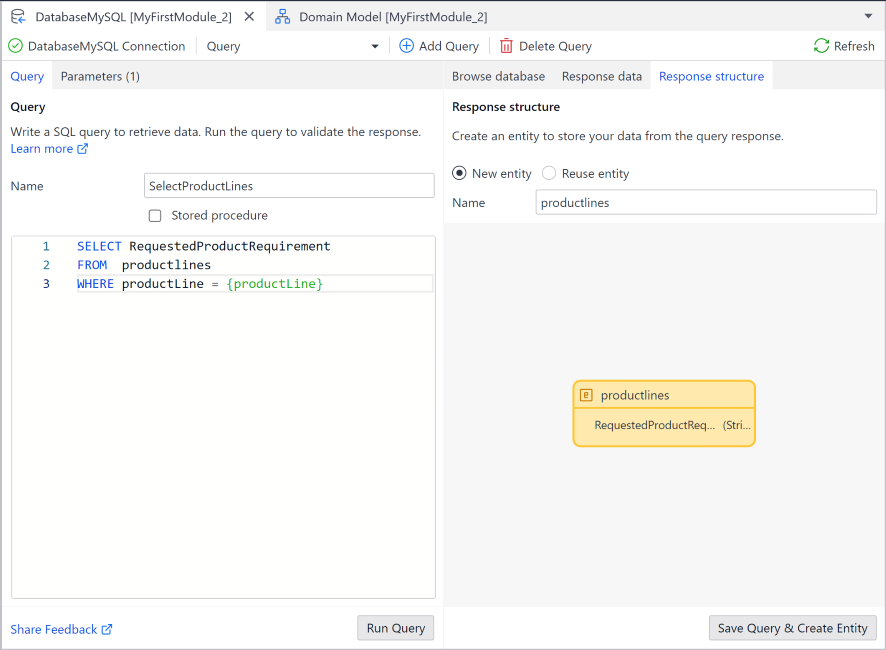 DatabaseMySQL [MyFirstModule_2]
Domain Model [MyFirstModule_2]
DatabaseMySQL Connection
Query
Add Query
Delete Query
Refresh
Query
Parameters (1)
Query
Write a SQL query to retrieve data. Run the query to validate the response.
Learn more
Name
SelectProductLines
Stored procedure
1 SELECT RequestedProductRequirement
2 FROM productlines
3 WHERE productLine = {productLine}
Share Feedback
Run Query
Browse database
Response data
Response structure
Response structure
Create an entity to store your data from the query response.
New entity
Reuse entity
Name
productlines
E productlines
RequestedProductReq... (Stri...
Save Query & Create Entity